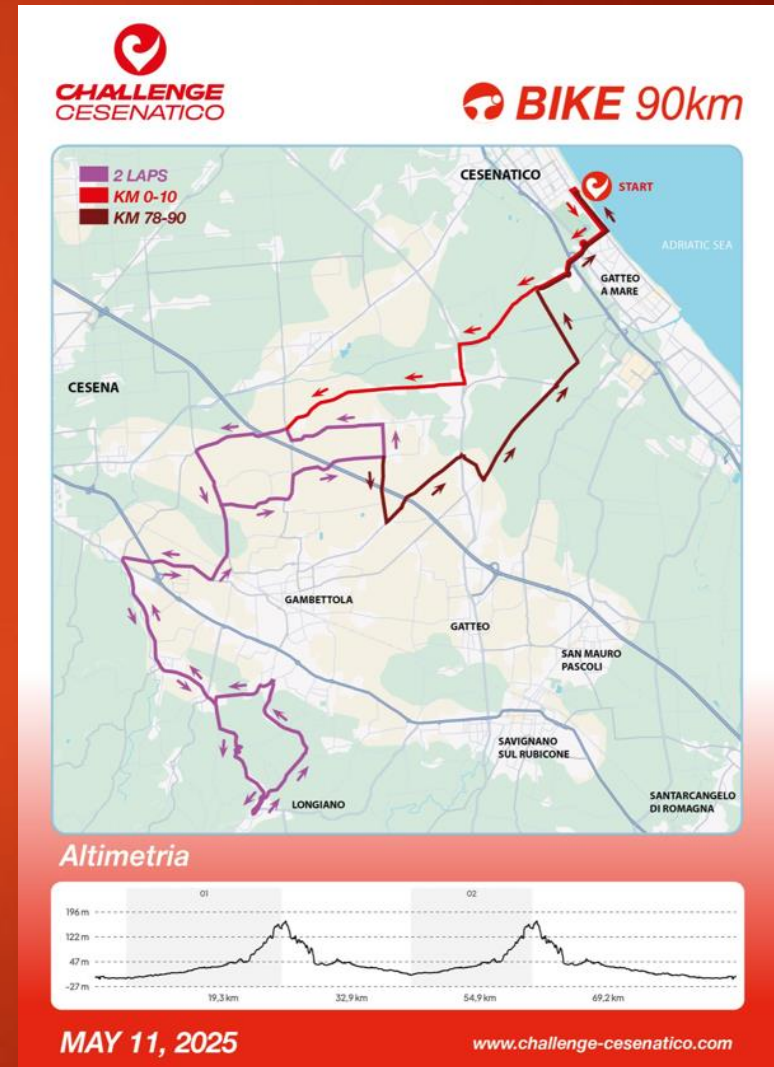 CHALLENGE
CESENATICO
BIKE 90km
2 LAPS
KM 0-10
KM 78-90
CESENATICO
START
ADRIATIC SEA
GATTEO
A MARE
CESENA
GAMBETTOLA
GATTEO
SAN MAURO
PASCOLI
SAVIGNANO
SUL RUBICONE
LONGIANO
SANTARCANGELO
DI ROMAGNA
Altimetria
01 02
196 m
122 m
47 m
-27 m
19,3 km 32,9 km 54,9 km 69,2 km
MAY 11, 2025
www.challenge-cesenatico.com